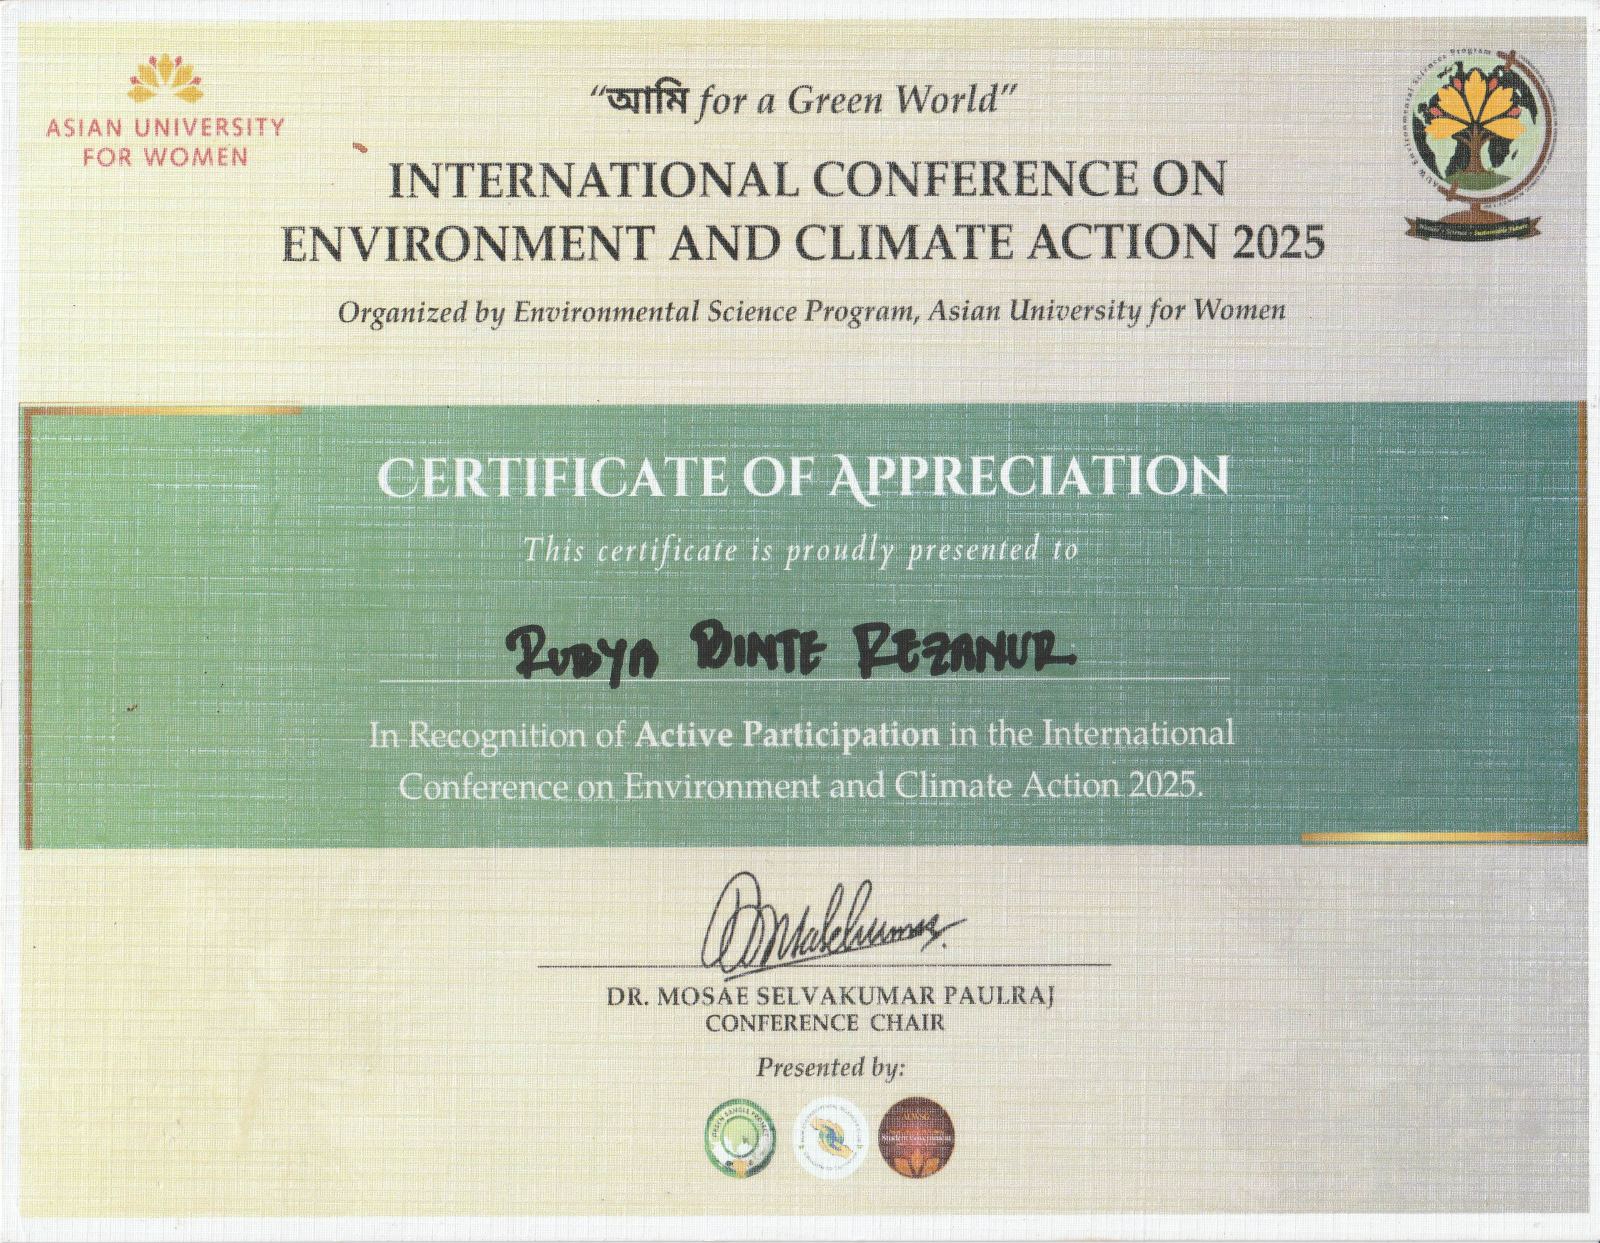 ASIAN UNIVERSITY
FOR WOMEN
“আমি for a Green World”
INTERNATIONAL CONFERENCE ON
ENVIRONMENT AND CLIMATE ACTION 2025
Organized by Environmental Science Program, Asian University for Women
CERTIFICATE OF APPRECIATION
This certificate is proudly presented to
RUBYA BINTE REZANUR
In Recognition of Active Participation in the International
Conference on Environment and Climate Action 2025.
DR. MOSAE SELVAKUMAR PAULRAJ
CONFERENCE CHAIR
Presented by:
Student Government